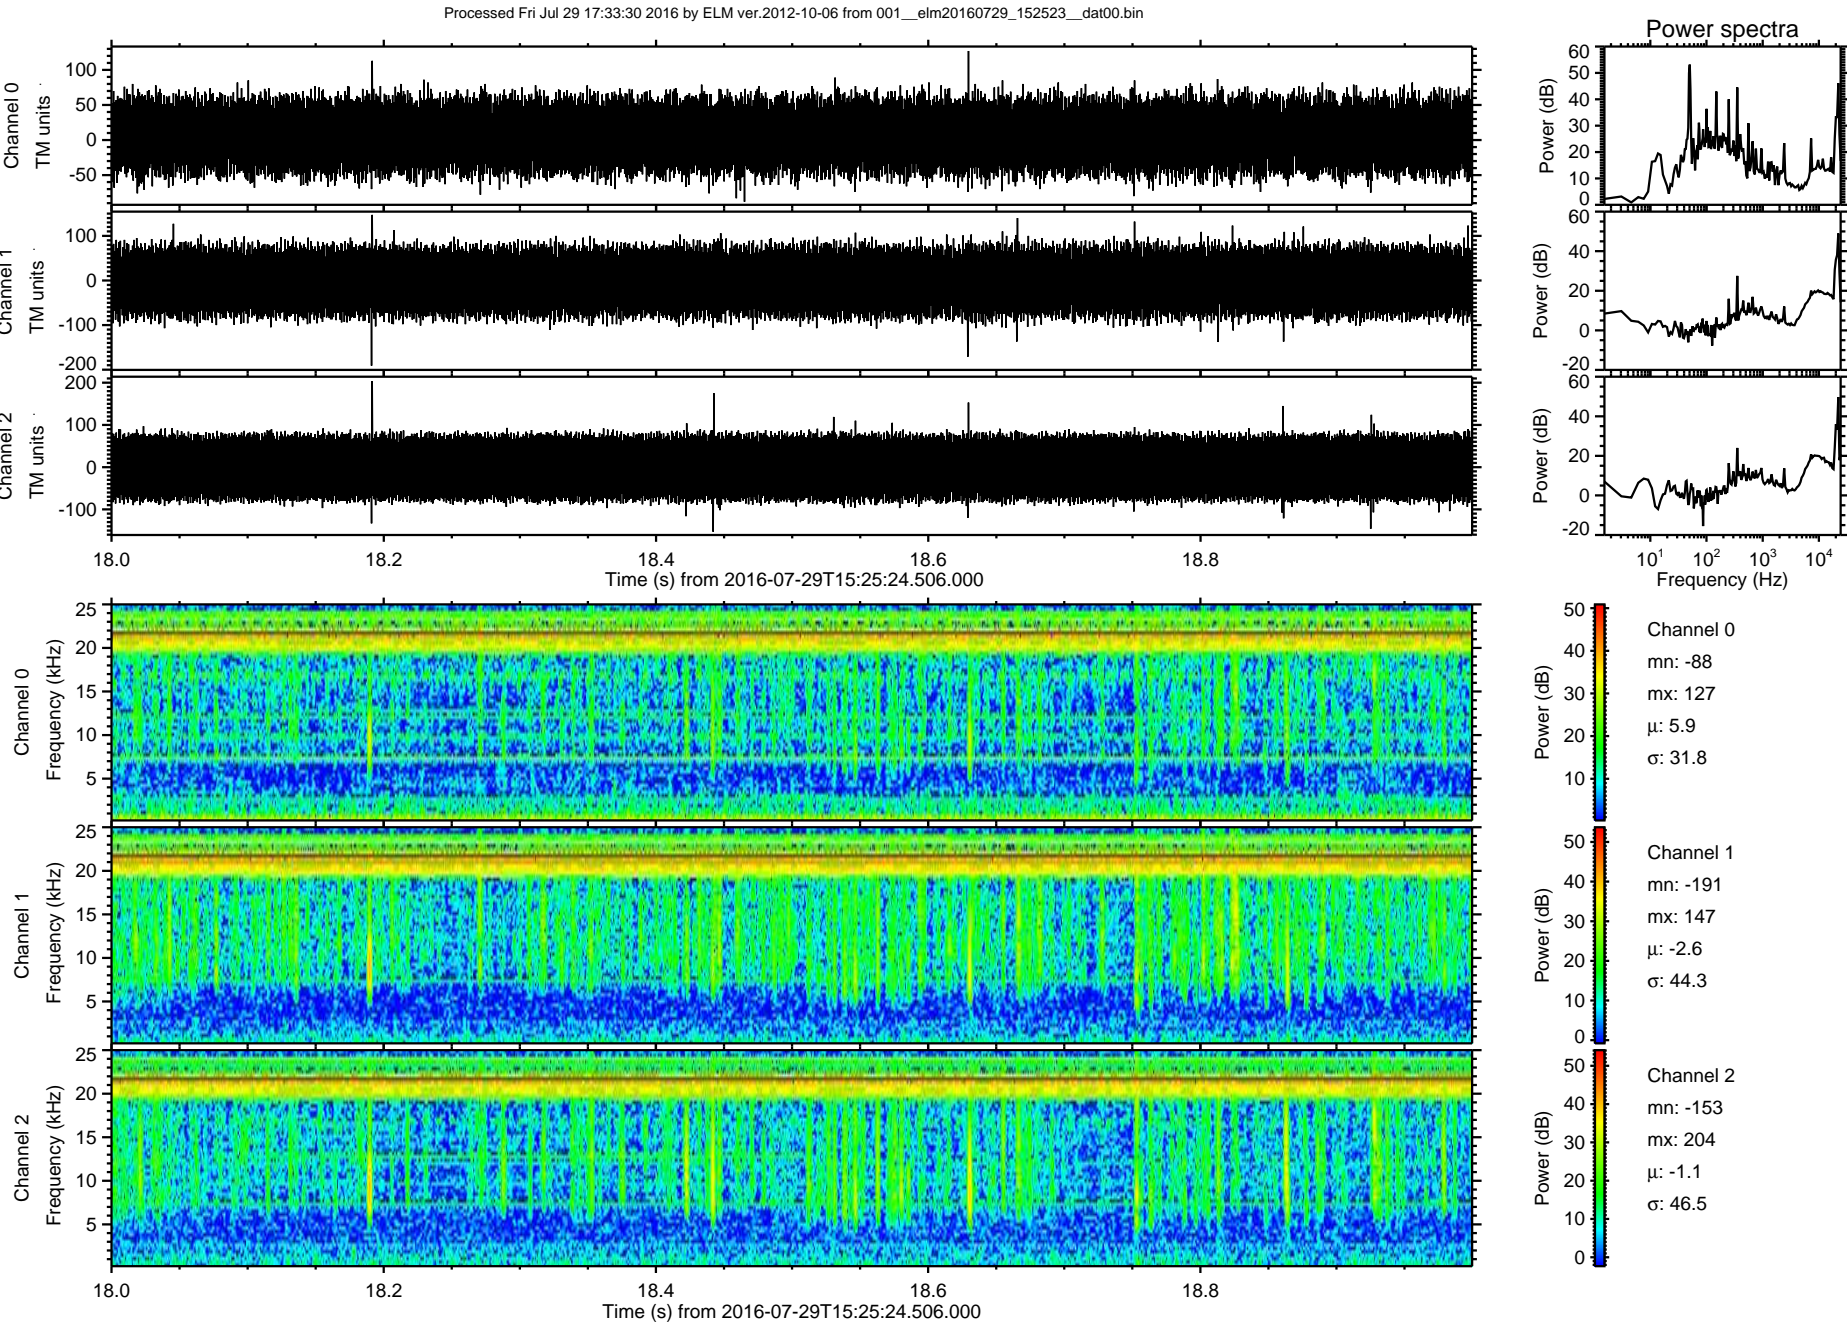 Processed Fri Jul 29 17:33:30 2016 by ELM ver.2012-10-06 from 001__elm20160729_152523__dat00.bin
Power spectra
Channel 0
TM units
100
50
0
-50
Power (dB)
60
50
40
30
20
10
0
Channel 1
TM units
100
0
-100
-200
Power (dB)
60
40
20
0
-20
Channel 2
TM units
200
100
0
-100
Power (dB)
60
40
20
0
-20
18.0 18.2 18.4 18.6 18.8
Time (s) from 2016-07-29T15:25:24.506.000
10^1 10^2 10^3 10^4
Frequency (Hz)
Channel 0
Frequency (kHz)
25
20
15
10
5
Power (dB)
50
40
30
20
10
Channel 0
mn: -88
mx: 127
μ: 5.9
σ: 31.8
Channel 1
Frequency (kHz)
25
20
15
10
5
Power (dB)
50
40
30
20
10
0
Channel 1
mn: -191
mx: 147
μ: -2.6
σ: 44.3
Channel 2
Frequency (kHz)
25
20
15
10
5
Power (dB)
50
40
30
20
10
0
Channel 2
mn: -153
mx: 204
μ: -1.1
σ: 46.5
18.0 18.2 18.4 18.6 18.8
Time (s) from 2016-07-29T15:25:24.506.000